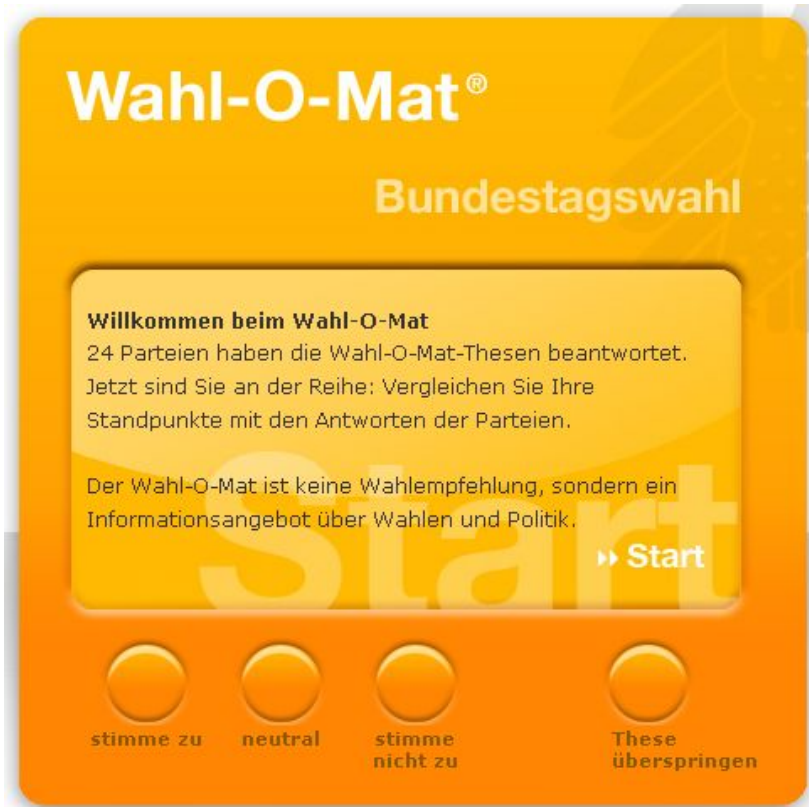 Wahl-O-Mat®
Bundestagswahl
Willkommen beim Wahl-O-Mat
24 Parteien haben die Wahl-O-Mat-Thesen beantwortet.
Jetzt sind Sie an der Reihe: Vergleichen Sie Ihre
Standpunkte mit den Antworten der Parteien.
Der Wahl-O-Mat ist keine Wahlempfehlung, sondern ein
Informationsangebot über Wahlen und Politik.
Start
Start
stimme zu
neutral
stimme
nicht zu
These
überspringen